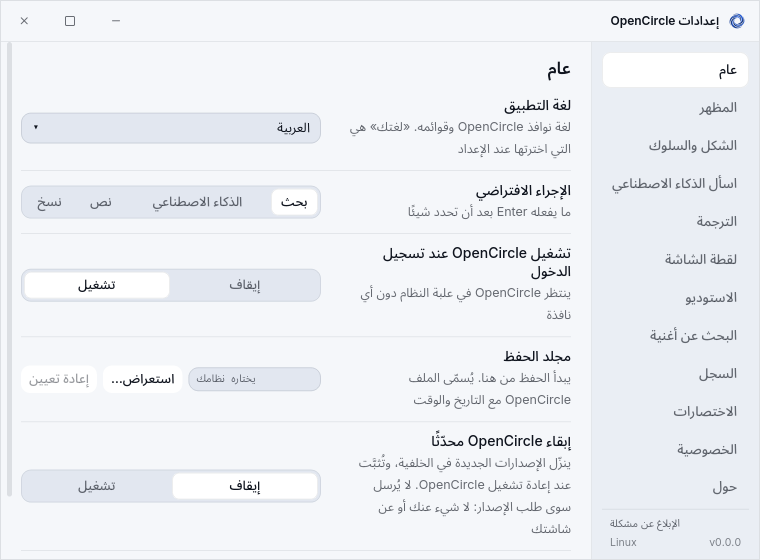 إعدادات OpenCircle
عام
المظهر
الشكل والسلوك
اسأل الذكاء الاصطناعي
الترجمة
لقطة الشاشة
الاستوديو
البحث عن أغنية
السجل
الاختصارات
الخصوصية
حول
الإبلاغ عن مشكلة
Linux v0.0.0
عام
لغة التطبيق
لغة نوافذ OpenCircle وقوائمه. «لغتك» هي
التي اخترتها عند الإعداد
العربية
الإجراء الافتراضي
ما يفعله Enter بعد أن تحدد شيئًا
بحث الذكاء الاصطناعي نص نسخ
تشغيل OpenCircle عند تسجيل
الدخول
ينتظر OpenCircle في علبة النظام دون أي
نافذة
إيقاف تشغيل
مجلد الحفظ
يبدأ الحفظ من هنا. يُسمّى الملف
OpenCircle مع التاريخ والوقت
يختاره نظامك استعراض... إعادة تعيين
إبقاء OpenCircle محدّثًا
ينزّل الإصدارات الجديدة في الخلفية، وتُثبَّت
عند إعادة تشغيل OpenCircle. لا يُرسل
سوى طلب الإصدار: لا شيء عنك أو عن
شاشتك
إيقاف تشغيل